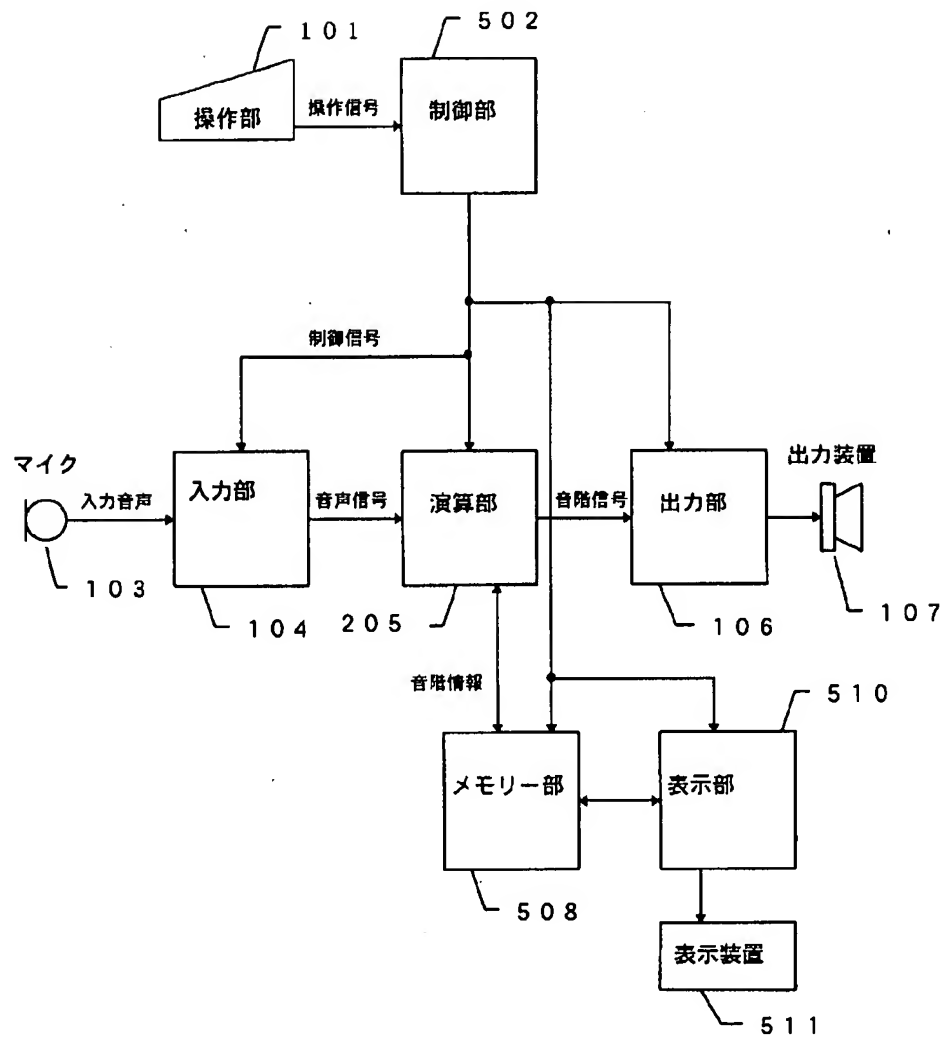 502
101
操作部
操作信号
制御部
制御信号
マイク
入力音声
入力部
音声信号
演算部
音階信号
出力部
出力装置
103
104
205
106
107
音階情報
510
メモリー部
表示部
508
表示装置
511